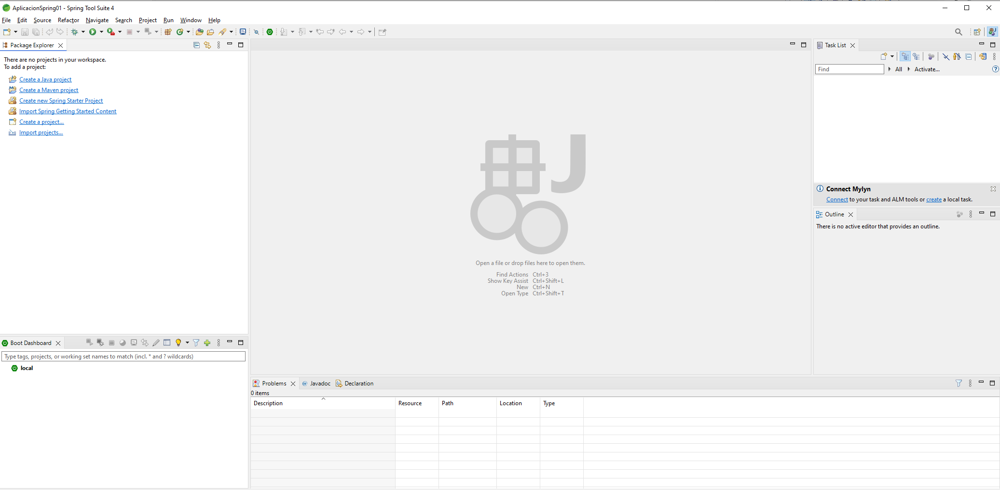 AplicacionSpring01 - Spring Tool Suite 4
File Edit Source Refactor Navigate Search Project Run Window Help
Package Explorer
There are no projects in your workspace.
To add a project:
Create a Java project
Create a Maven project
Create new Spring Starter Project
Import Spring Getting Started Content
Create a project...
Import projects...
Boot Dashboard
Type tags, projects, or working set names to match (incl. * and ? wildcards)
local
Open a file or drop files here to open them.
Find Actions Ctrl+3
Show Key Assist Ctrl+Shift+L
New Ctrl+N
Open Type Ctrl+Shift+T
Problems @ Javadoc Declaration
0 items
Description Resource Path Location Type
Task List
Find All Activate...
Connect Mylyn
Connect to your task and ALM tools or create a local task.
Outline
There is no active editor that provides an outline.